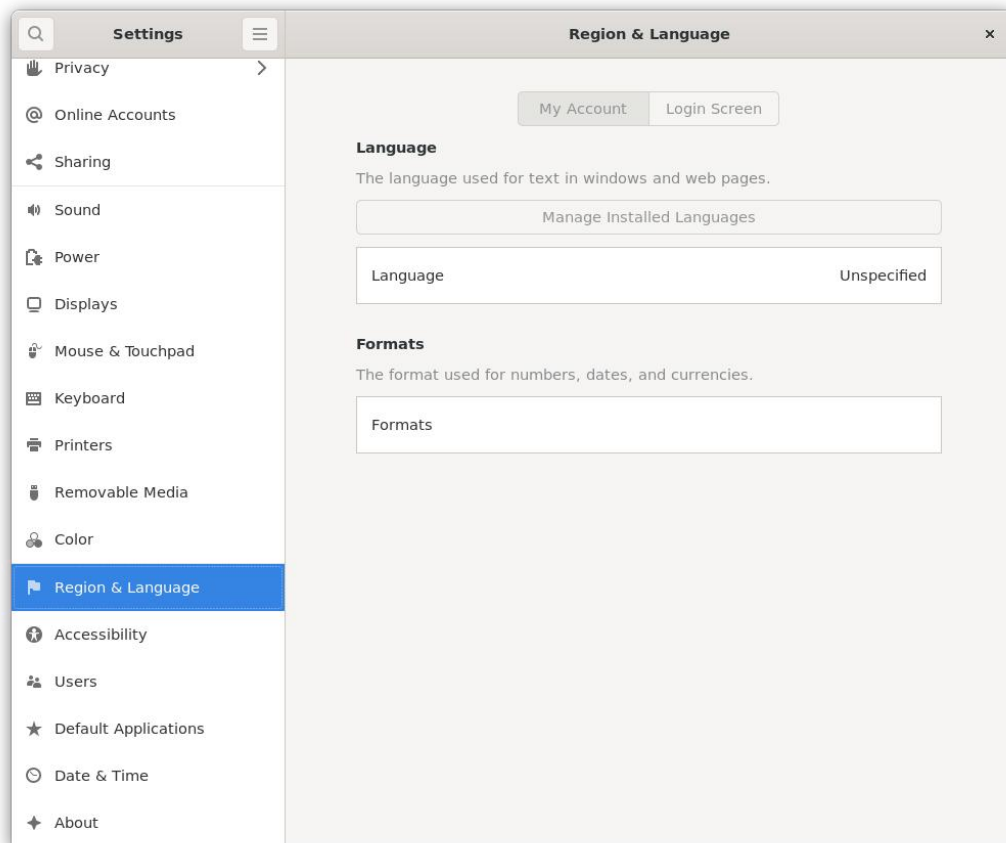 Settings
Region & Language
Privacy
Online Accounts
Sharing
Sound
Power
Displays
Mouse & Touchpad
Keyboard
Printers
Removable Media
Color
Region & Language
Accessibility
Users
Default Applications
Date & Time
About
My Account
Login Screen
Language
The language used for text in windows and web pages.
Manage Installed Languages
Language Unspecified
Formats
The format used for numbers, dates, and currencies.
Formats